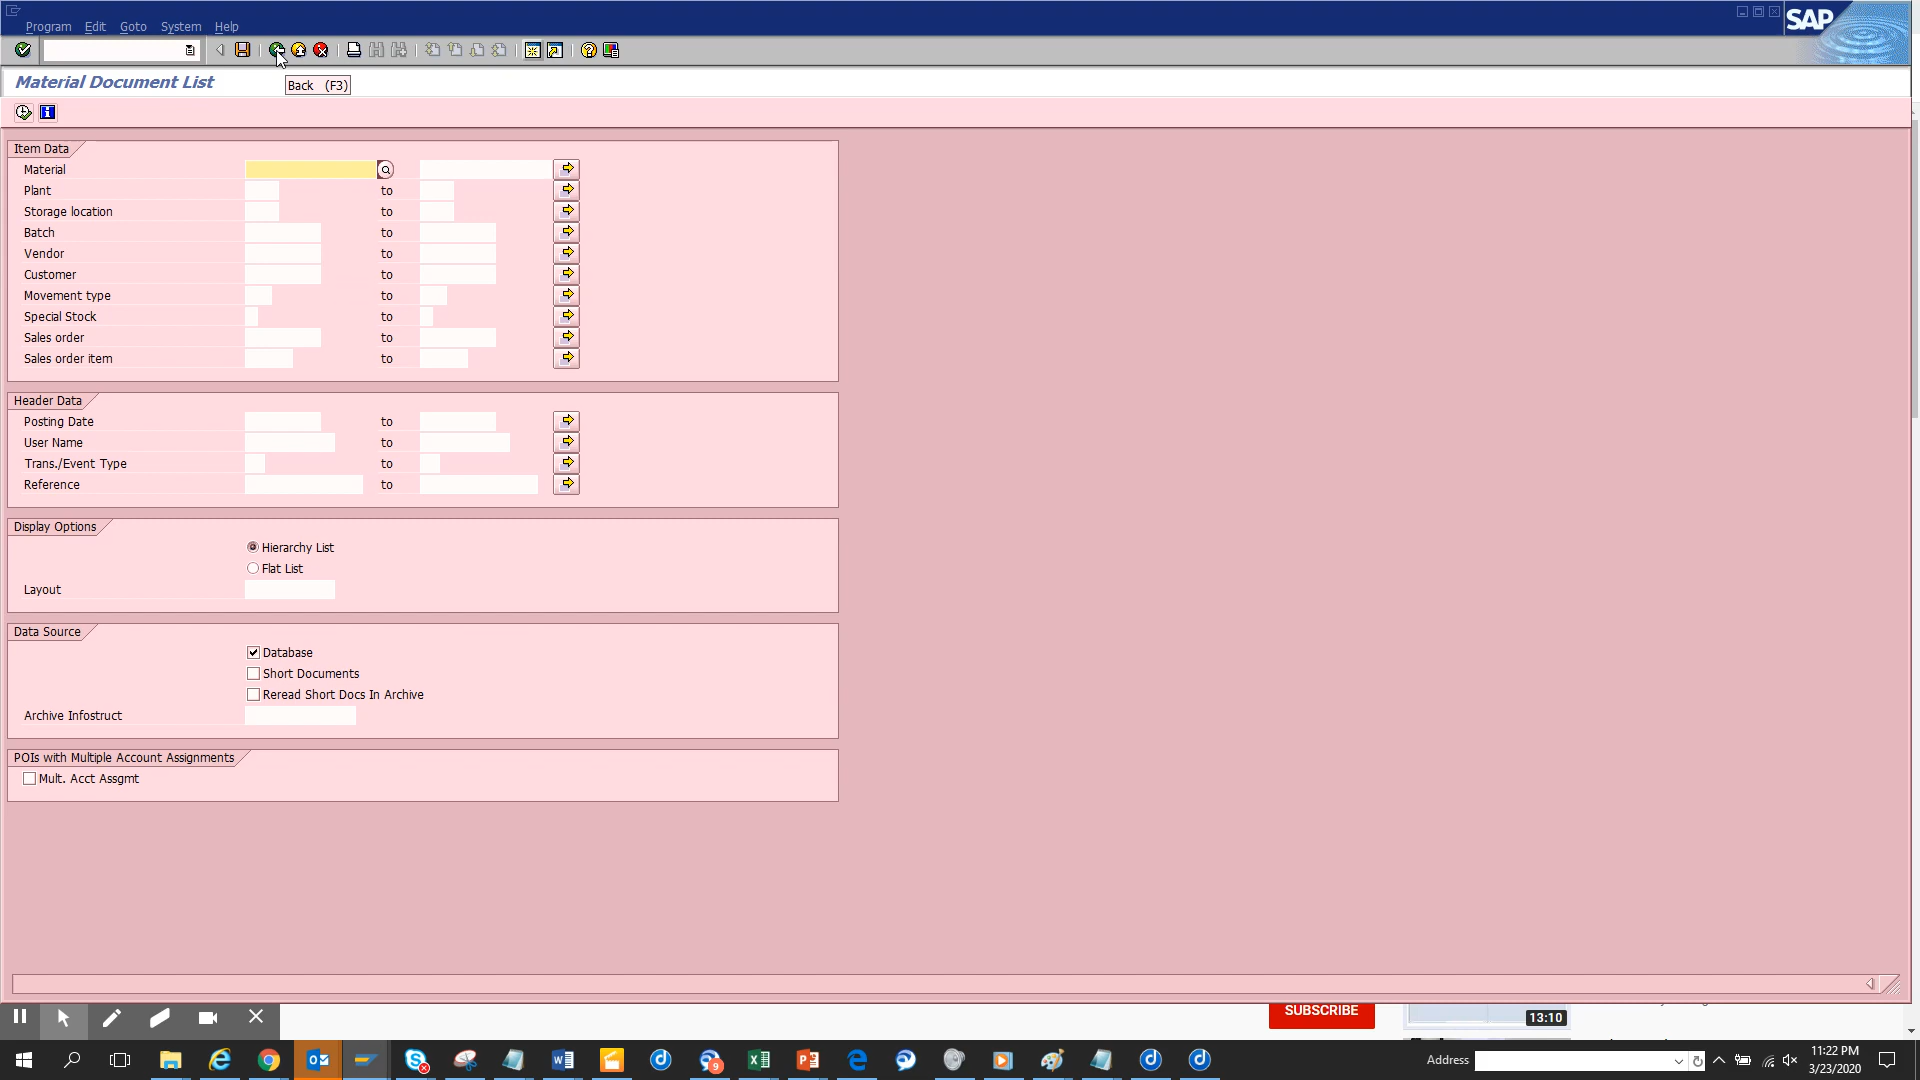 Program Edit Goto System Help
SAP
Back (F3)
Material Document List
Item Data
Material
Plant to
Storage location to
Batch to
Vendor to
Customer to
Movement type to
Special Stock to
Sales order to
Sales order item to
Header Data
Posting Date to
User Name to
Trans./Event Type to
Reference to
Display Options
Hierarchy List
Flat List
Layout
Data Source
Database
Short Documents
Reread Short Docs In Archive
Archive Infostruct
POIs with Multiple Account Assignments
Mult. Acct Assgmt
SUBSCRIBE
13:10
9
Address
11:22 PM
3/23/2020